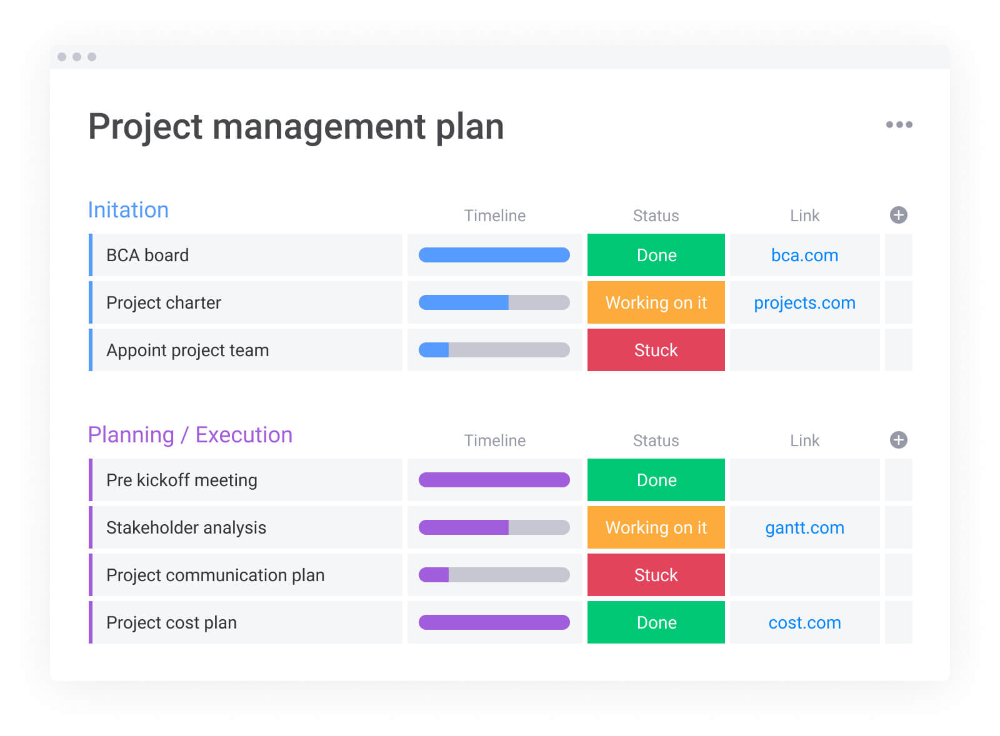 Project management plan
Initation Timeline Status Link
BCA board Done bca.com
Project charter Working on it projects.com
Appoint project team Stuck
Planning / Execution Timeline Status Link
Pre kickoff meeting Done
Stakeholder analysis Working on it gantt.com
Project communication plan Stuck
Project cost plan Done cost.com